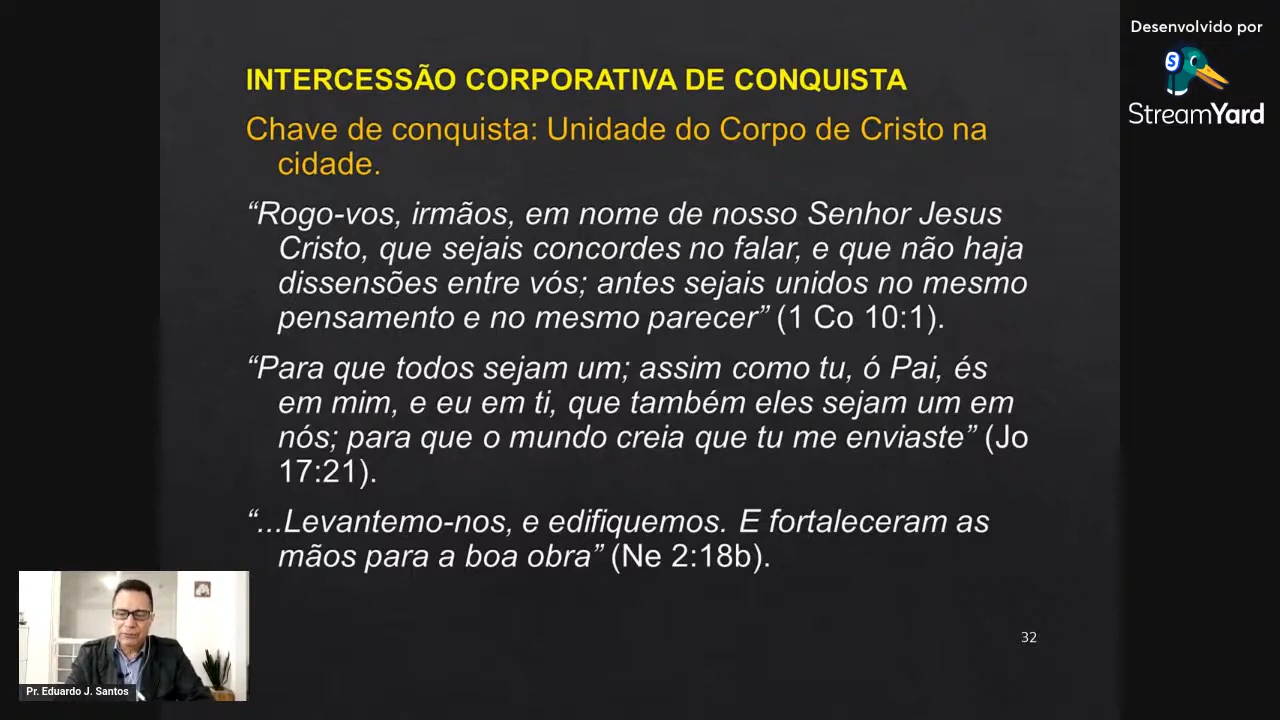 Desenvolvido por
StreamYard
INTERCESSÃO CORPORATIVA DE CONQUISTA
Chave de conquista: Unidade do Corpo de Cristo na
cidade.
“Rogo-vos, irmãos, em nome de nosso Senhor Jesus
Cristo, que sejais concordes no falar, e que não haja
dissensões entre vós; antes sejais unidos no mesmo
pensamento e no mesmo parecer” (1 Co 10:1).
“Para que todos sejam um; assim como tu, ó Pai, és
em mim, e eu em ti, que também eles sejam um em
nós; para que o mundo creia que tu me enviaste” (Jo
17:21).
“...Levantemo-nos, e edifiquemos. E fortaleceram as
mãos para a boa obra” (Ne 2:18b).
32
Pr. Eduardo J. Santos